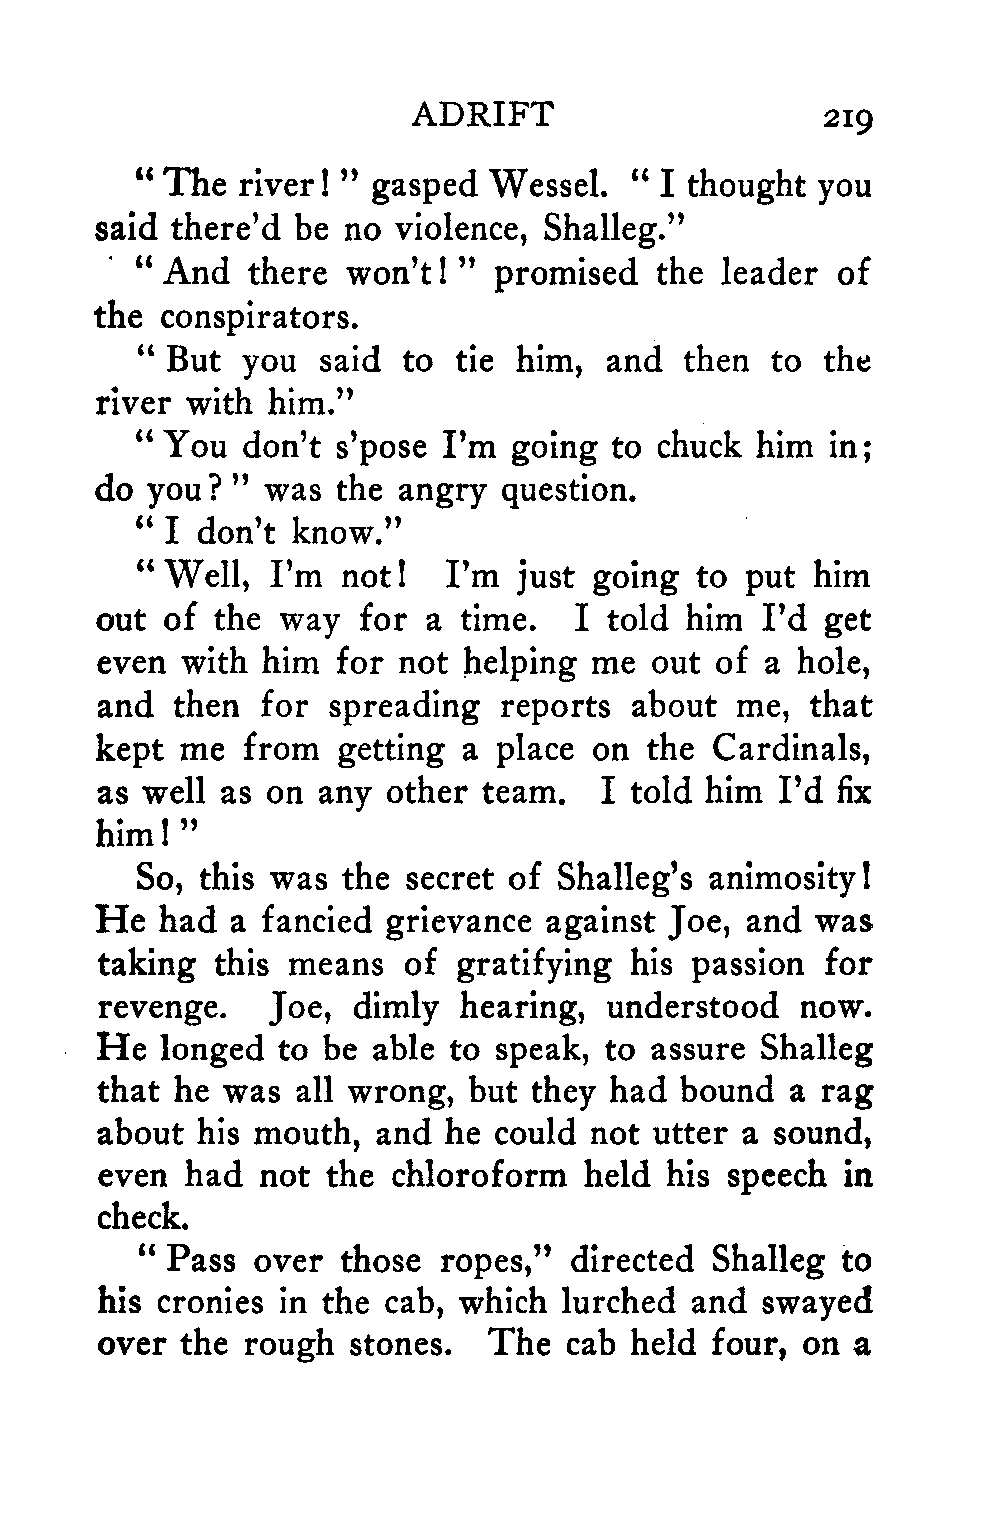 ADRIFT 219
“The river!” gasped Wessel. “I thought you
said there’d be no violence, Shalleg.”
“And there won’t!” promised the leader of
the conspirators.
“But you said to tie him, and then to the
river with him.”
“You don’t s’pose I’m going to chuck him in;
do you?” was the angry question.
“I don’t know.”
“Well, I’m not! I’m just going to put him
out of the way for a time. I told him I’d get
even with him for not helping me out of a hole,
and then for spreading reports about me, that
kept me from getting a place on the Cardinals,
as well as on any other team. I told him I’d fix
him!”
So, this was the secret of Shalleg’s animosity!
He had a fancied grievance against Joe, and was
taking this means of gratifying his passion for
revenge. Joe, dimly hearing, understood now.
He longed to be able to speak, to assure Shalleg
that he was all wrong, but they had bound a rag
about his mouth, and he could not utter a sound,
even had not the chloroform held his speech in
check.
“Pass over those ropes,” directed Shalleg to
his cronies in the cab, which lurched and swayed
over the rough stones. The cab held four, on a